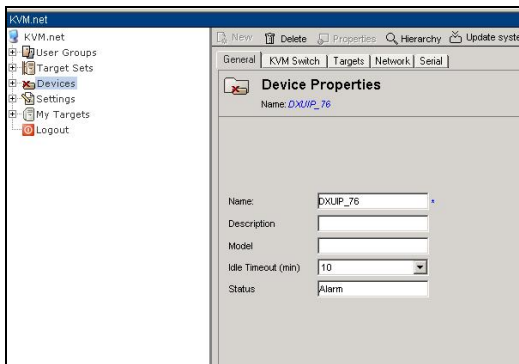 KVM.net
KVM.net
User Groups
Target Sets
Devices
Settings
My Targets
Logout
New Delete Properties Hierarchy Update syste
General KVM Switch Targets Network Serial
Device Properties
Name: DXUIP_76
Name: DXUIP_76 *
Description
Model
Idle Timeout (min) 10
Status Alarm